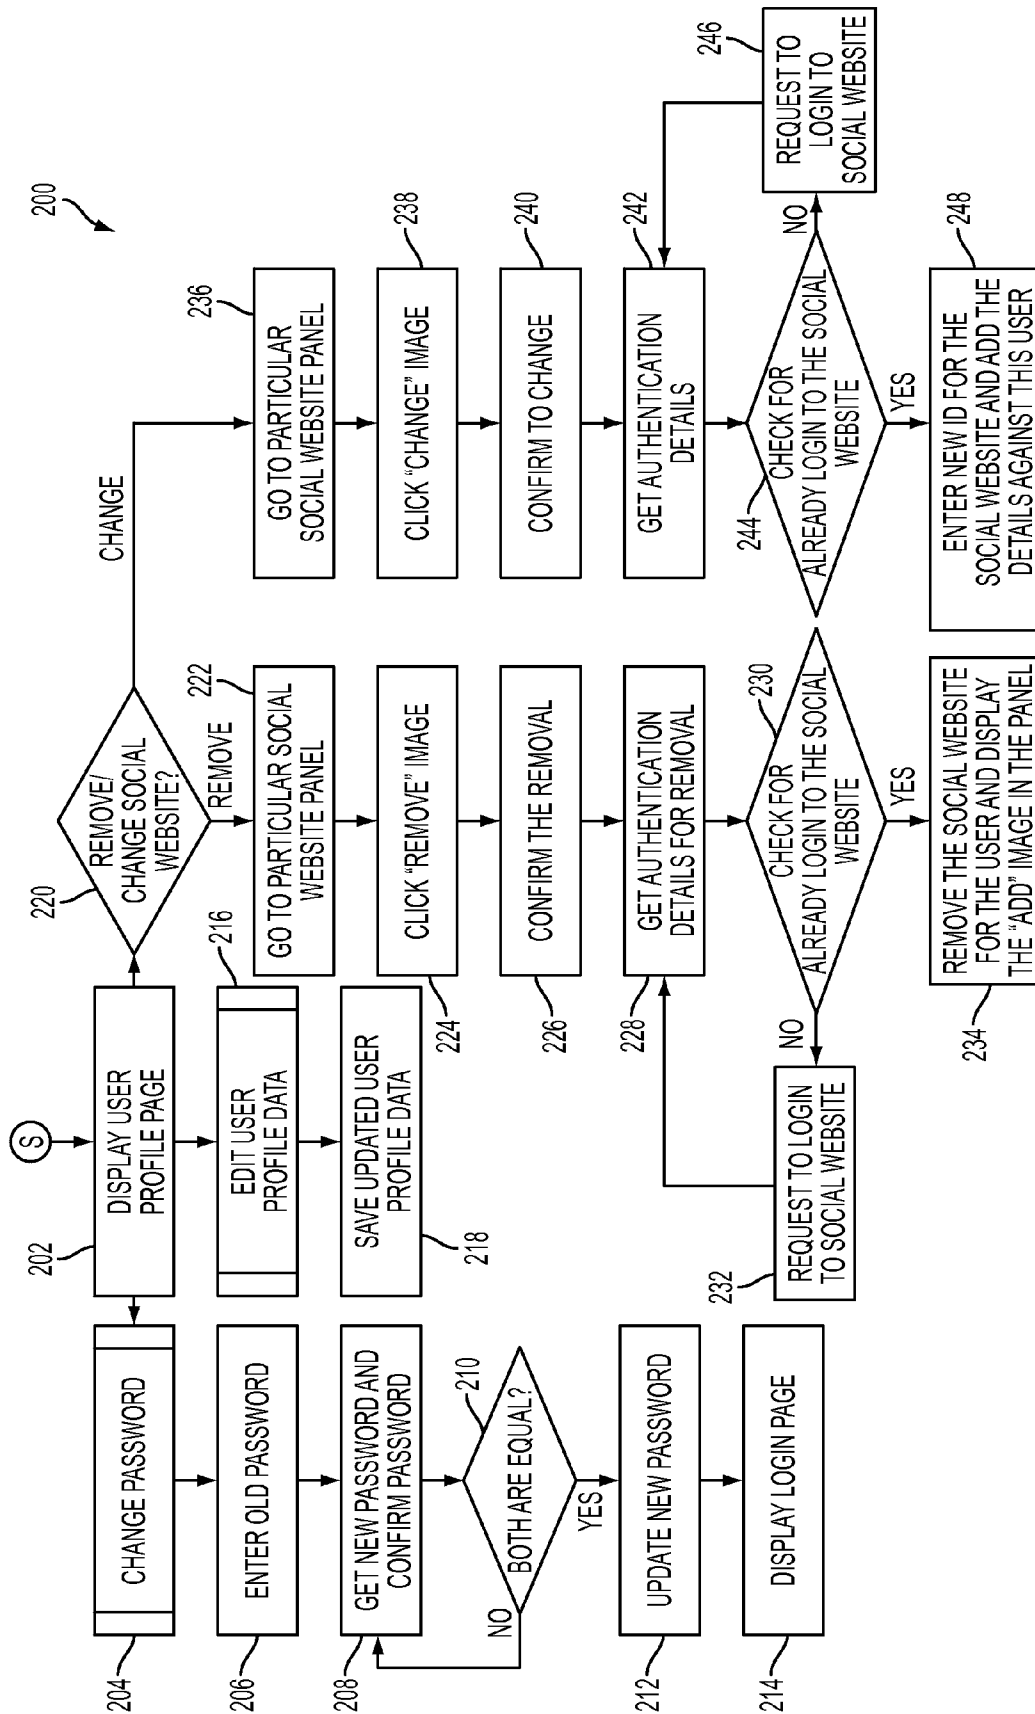 200
S
202
DISPLAY USER
PROFILE PAGE
204
CHANGE PASSWORD
206
ENTER OLD PASSWORD
208
GET NEW PASSWORD AND
CONFIRM PASSWORD
210
BOTH ARE EQUAL?
NO
YES
212
UPDATE NEW PASSWORD
214
DISPLAY LOGIN PAGE
216
EDIT USER
PROFILE DATA
218
SAVE UPDATED USER
PROFILE DATA
220
REMOVE/
CHANGE SOCIAL
WEBSITE?
REMOVE
CHANGE
222
GO TO PARTICULAR SOCIAL
WEBSITE PANEL
224
CLICK "REMOVE" IMAGE
226
CONFIRM THE REMOVAL
228
GET AUTHENTICATION
DETAILS FOR REMOVAL
230
CHECK FOR
ALREADY LOGIN TO THE SOCIAL
WEBSITE
NO
YES
232
REQUEST TO LOGIN
TO SOCIAL WEBSITE
234
REMOVE THE SOCIAL WEBSITE
FOR THE USER AND DISPLAY
THE "ADD" IMAGE IN THE PANEL
236
GO TO PARTICULAR
SOCIAL WEBSITE PANEL
238
CLICK "CHANGE" IMAGE
240
CONFIRM TO CHANGE
242
GET AUTHENTICATION
DETAILS
244
CHECK FOR
ALREADY LOGIN TO THE SOCIAL
WEBSITE
NO
YES
246
REQUEST TO
LOGIN TO
SOCIAL WEBSITE
248
ENTER NEW ID FOR THE
SOCIAL WEBSITE AND ADD THE
DETAILS AGAINST THIS USER